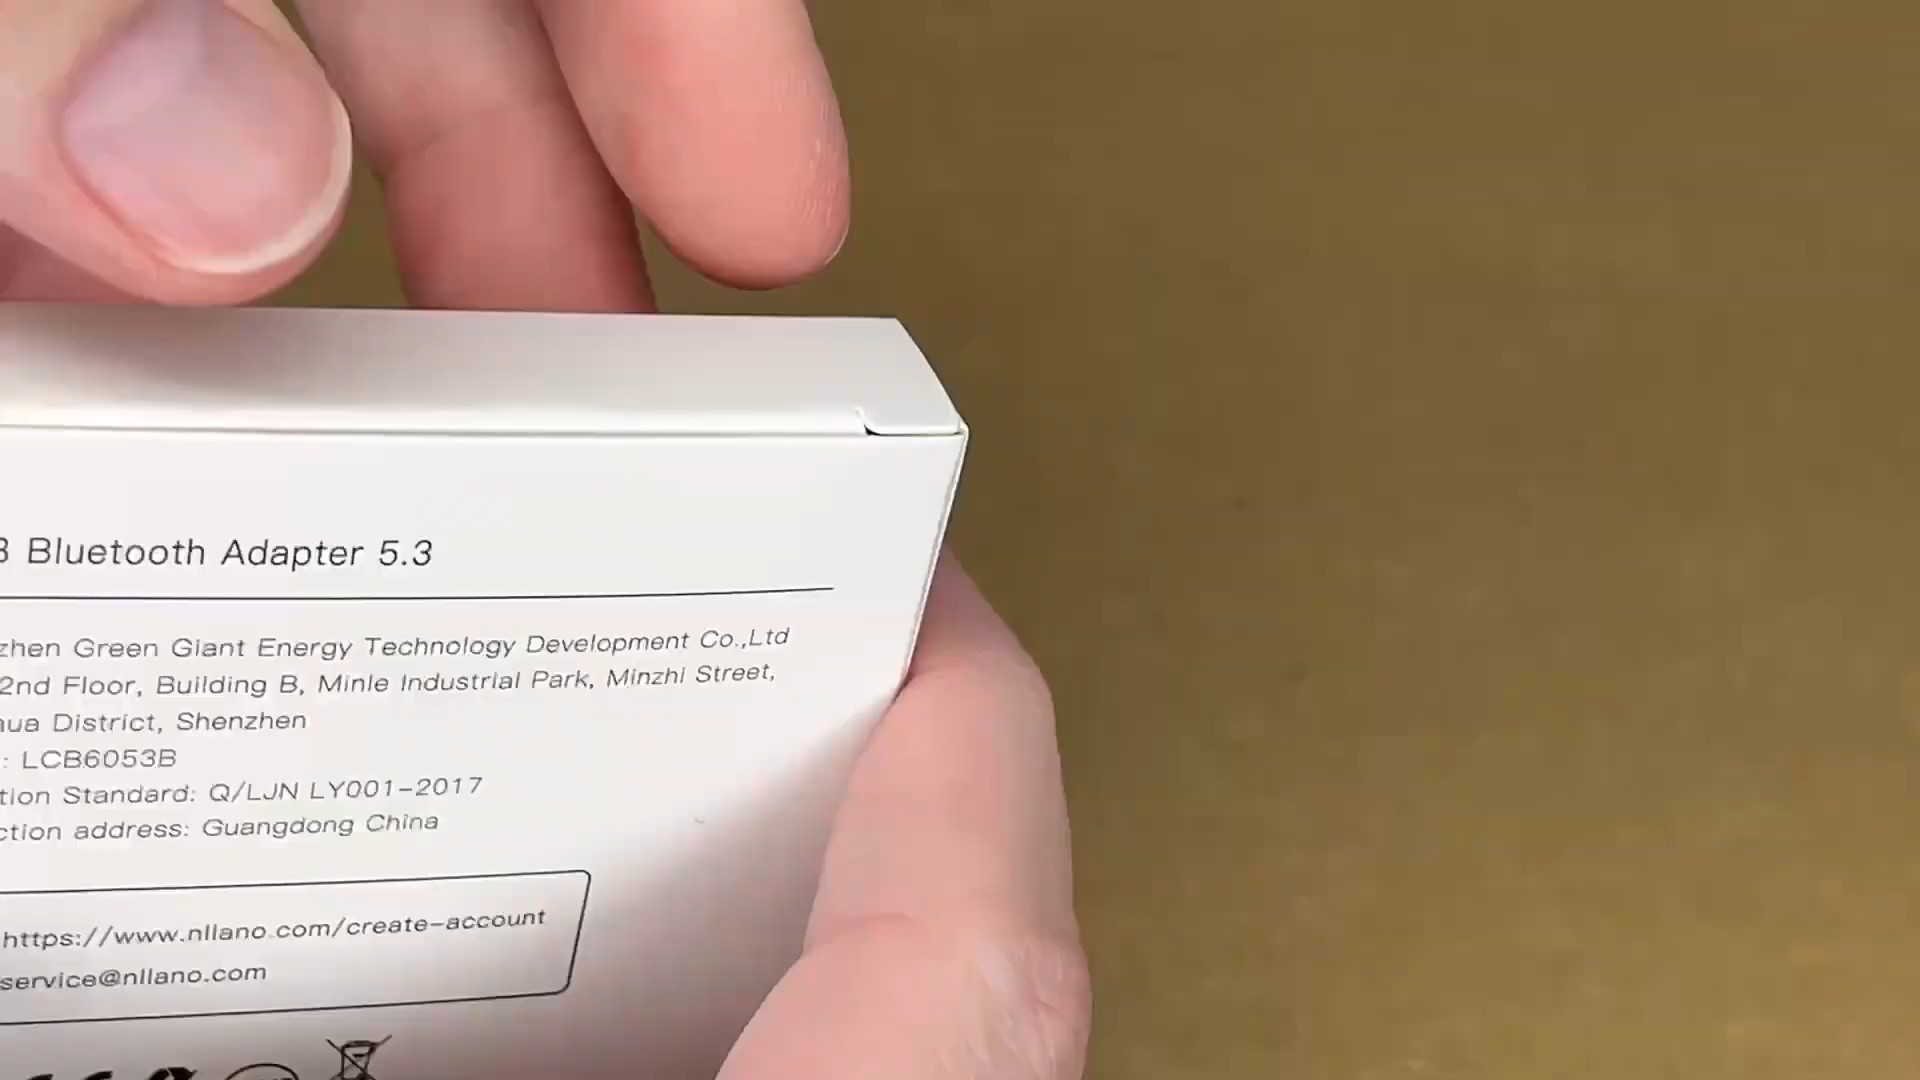 B Bluetooth Adapter 5.3
zhen Green Giant Energy Technology Development Co.,Ltd
2nd Floor, Building B, Minle Industrial Park, Minzhi Street,
hua District, Shenzhen
: LCB6053B
tion Standard: Q/LJN LY001-2017
ction address: Guangdong China
https://www.nllano.com/create-account
service@nllano.com